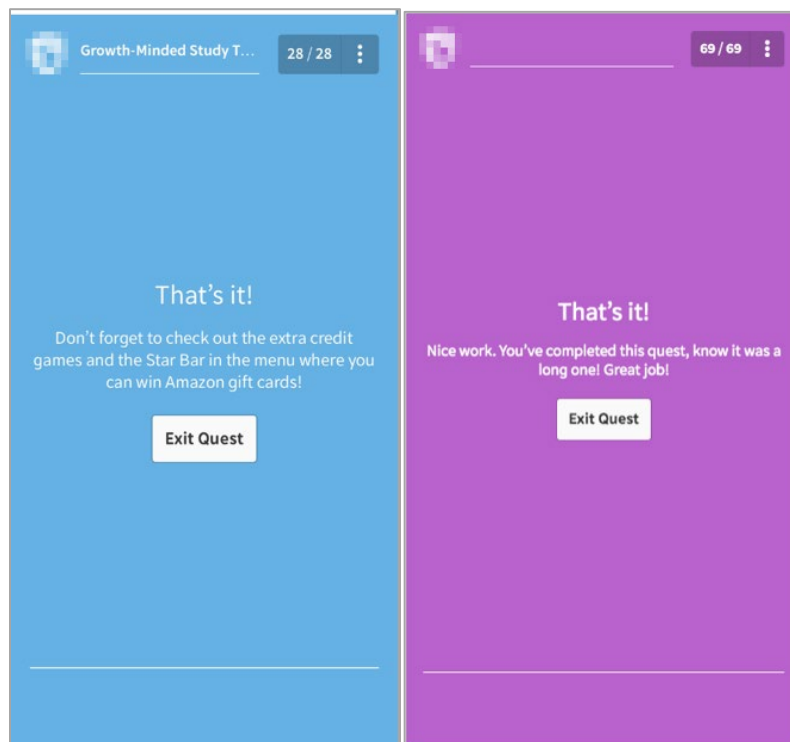 Growth-Minded Study T...
28 / 28
That's it!
Don't forget to check out the extra credit
games and the Star Bar in the menu where you
can win Amazon gift cards!
Exit Quest
69 / 69
That's it!
Nice work. You've completed this quest, know it was a
long one! Great job!
Exit Quest